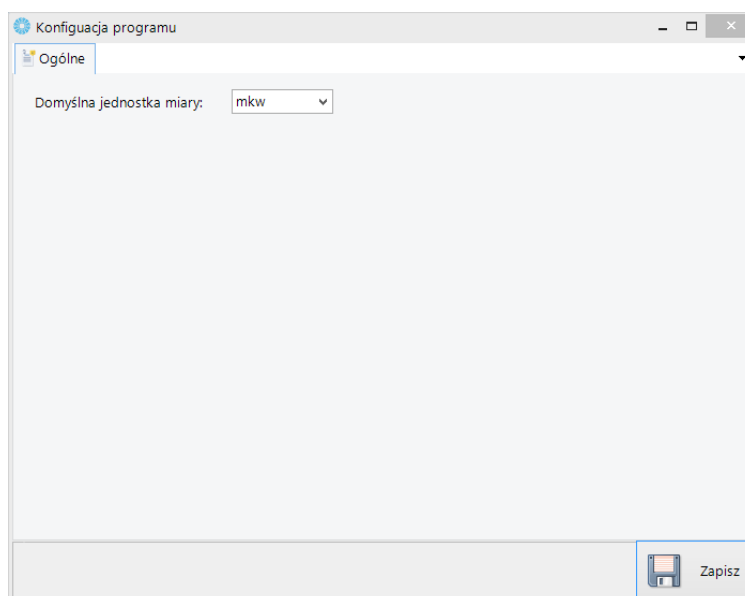 Konfiguacja programu
Ogólne
Domyślna jednostka miary: mkw
Zapisz